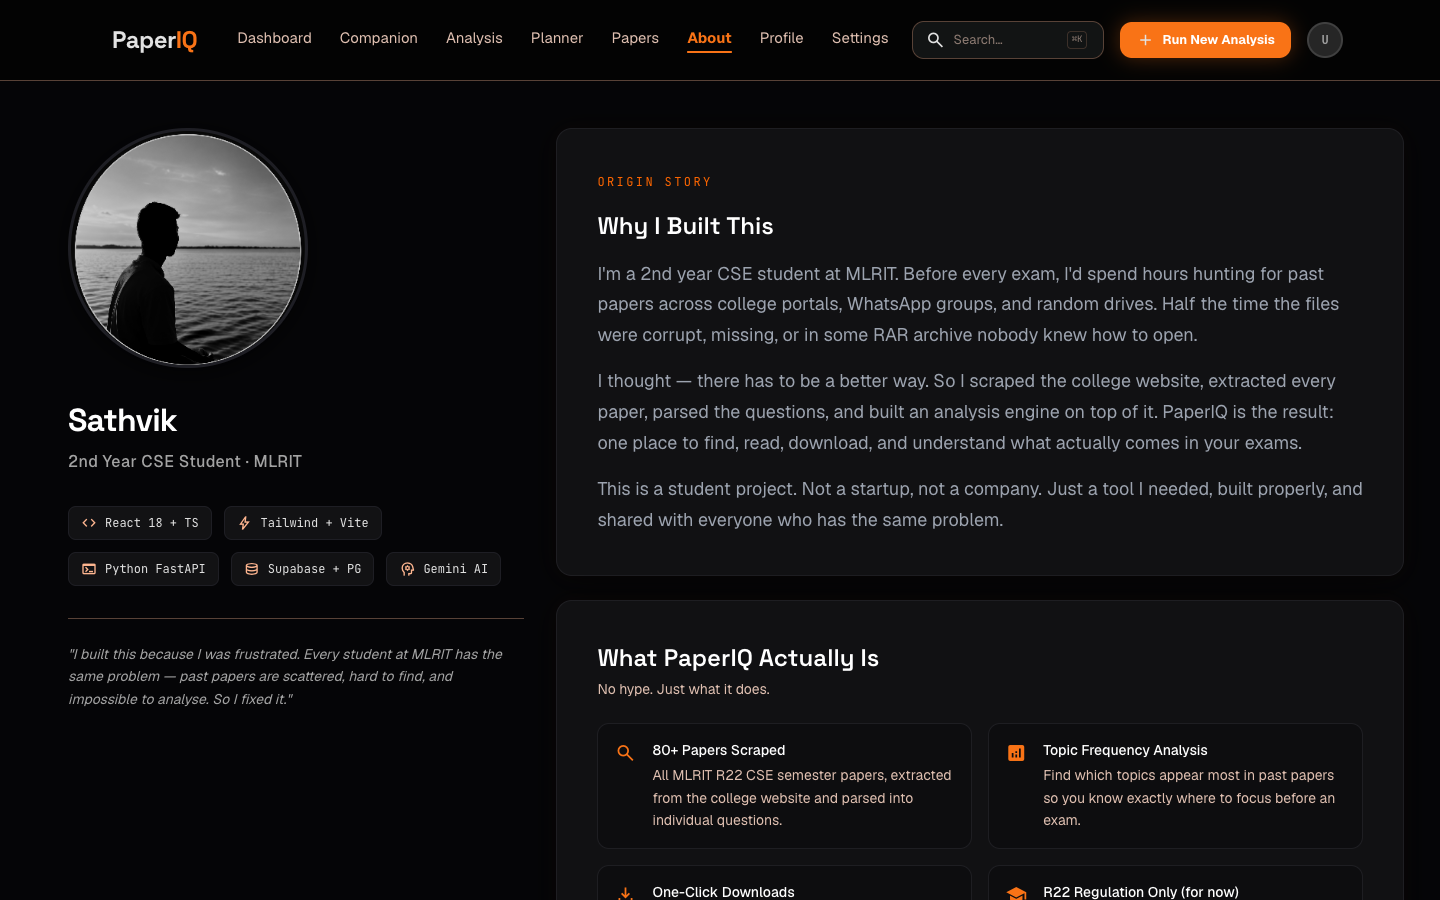 PaperIQ
Dashboard
Companion
Analysis
Planner
Papers
About
Profile
Settings
Search...
⌘K
Run New Analysis
U
Sathvik
2nd Year CSE Student · MLRIT
React 18 + TS
Tailwind + Vite
Python FastAPI
Supabase + PG
Gemini AI
"I built this because I was frustrated. Every student at MLRIT has the
same problem — past papers are scattered, hard to find, and
impossible to analyse. So I fixed it."
ORIGIN STORY
Why I Built This
I'm a 2nd year CSE student at MLRIT. Before every exam, I'd spend hours hunting for past
papers across college portals, WhatsApp groups, and random drives. Half the time the files
were corrupt, missing, or in some RAR archive nobody knew how to open.
I thought — there has to be a better way. So I scraped the college website, extracted every
paper, parsed the questions, and built an analysis engine on top of it. PaperIQ is the result:
one place to find, read, download, and understand what actually comes in your exams.
This is a student project. Not a startup, not a company. Just a tool I needed, built properly, and
shared with everyone who has the same problem.
What PaperIQ Actually Is
No hype. Just what it does.
80+ Papers Scraped
All MLRIT R22 CSE semester papers, extracted
from the college website and parsed into
individual questions.
Topic Frequency Analysis
Find which topics appear most in past papers
so you know exactly where to focus before an
exam.
One-Click Downloads
R22 Regulation Only (for now)